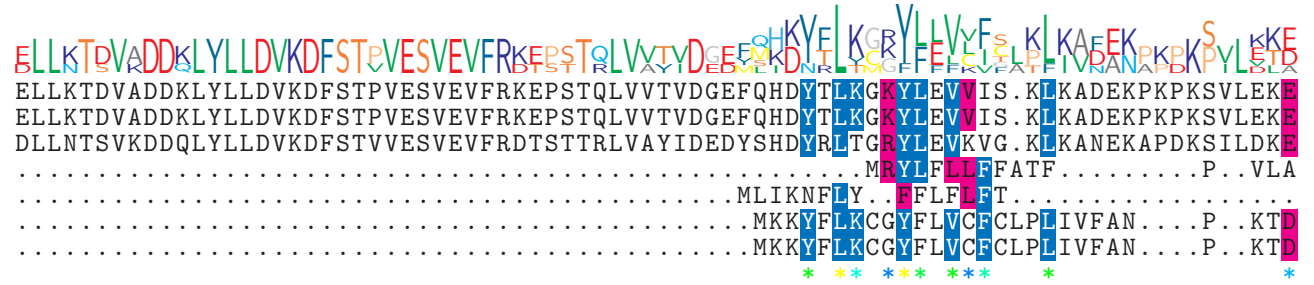 ELLKTDVADDKLYLLDVKDFSTPVESVEVFRKEPSTQLVVTVDGEFQHDYTLKGKYLEVVIS.KLKADEKPKPKSVLEKE
ELLKTDVADDKLYLLDVKDFSTPVESVEVFRKEPSTQLVVTVDGEFQHDYTLKGKYLEVVIS.KLKADEKPKPKSVLEKE
DLLNTSVKDDQLYLLDVKDFSTVVESVEVFRDTSTTRLVAYIDEDYSHDYRLTGRYLEVKVG.KLKANEKAPDKSILDKE
.....................................................MRYLFLLFFATF.........P..VLA
.............................................MLIKNFLY..FFLFLFT..................
..............................................MKKYFLKCGYFLVCFCLPLIVFAN....P..KTD
..............................................MKKYFLKCGYFLVCFCLPLIVFAN....P..KTD
* ** *** *** * *